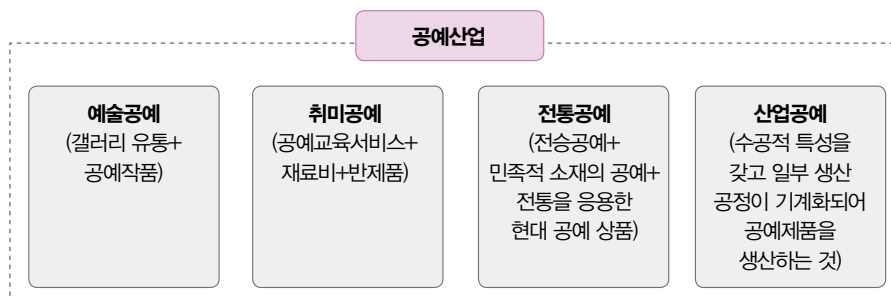 공예산업
예술공예
(갤러리 유통+
공예작품)
취미공예
(공예교육서비스+
재료비+반제품)
전통공예
(전승공예+
민족적 소재의 공예+
전통을 응용한
현대 공예 상품)
산업공예
(수공적 특성을
갖고 일부 생산
공정이 기계화되어
공예제품을
생산하는 것)